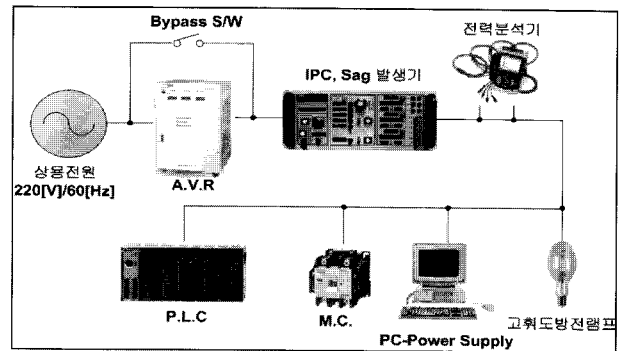 Bypass S/W
전력분석기
IPC, Sag 발생기
상용전원
220[V]/60[Hz]
A.V.R
P.L.C
M.C.
PC-Power Supply
고휘도방전램프